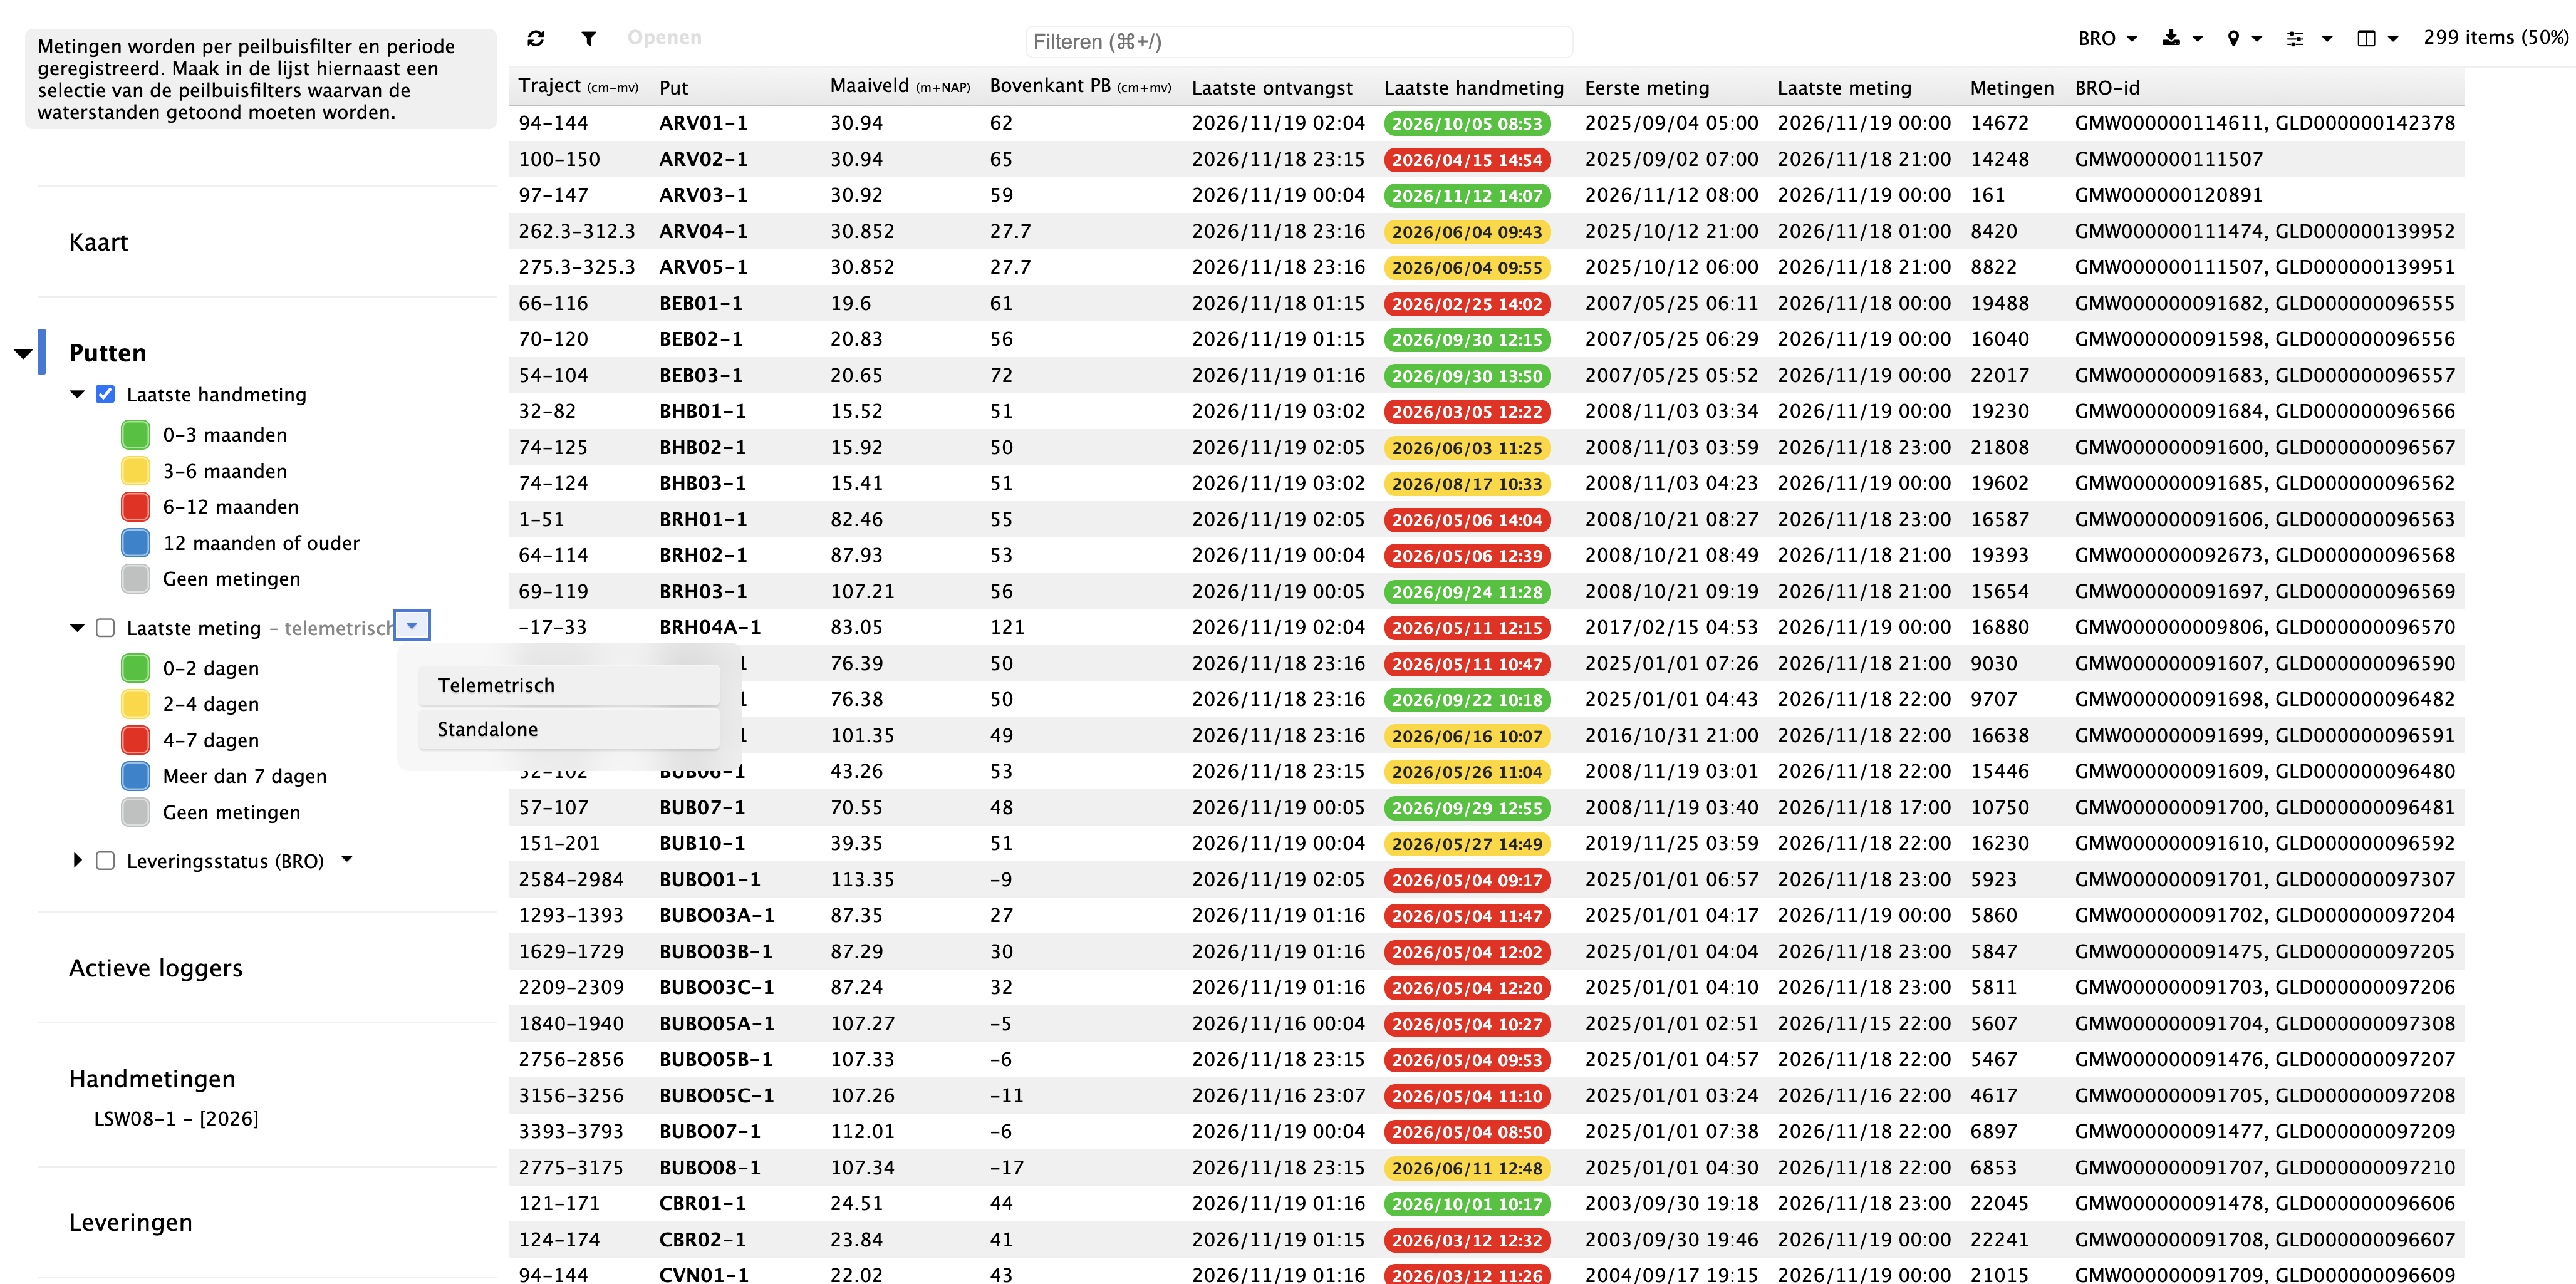 Metingen worden per peilbuisfilter en periode
geregistreerd. Maak in de lijst hiernaast een
selectie van de peilbuisfilters waarvan de
waterstanden getoond moeten worden.
Kaart
Putten
Laatste handmeting
0-3 maanden
3-6 maanden
6-12 maanden
12 maanden of ouder
Geen metingen
Laatste meting - telemetrisch
0-2 dagen
2-4 dagen
4-7 dagen
Meer dan 7 dagen
Geen metingen
Leveringsstatus (BRO)
Actieve loggers
Handmetingen
LSW08-1 - [2026]
Leveringen
Telemetrisch
Standalone
Openen
Filteren (⌘+/)
BRO
299 items (50%)
Traject (cm-mv) Put Maaiveld (m+NAP) Bovenkant PB (cm+mv) Laatste ontvangst Laatste handmeting Eerste meting Laatste meting Metingen BRO-id
94-144 ARV01-1 30.94 62 2026/11/19 02:04 2026/10/05 08:53 2025/09/04 05:00 2026/11/19 00:00 14672 GMW000000114611, GLD000000142378
100-150 ARV02-1 30.94 65 2026/11/18 23:15 2026/04/15 14:54 2025/09/02 07:00 2026/11/18 21:00 14248 GMW000000111507
97-147 ARV03-1 30.92 59 2026/11/19 00:04 2026/11/12 14:07 2026/11/12 08:00 2026/11/19 00:00 161 GMW000000120891
262.3-312.3 ARV04-1 30.852 27.7 2026/11/18 23:16 2026/06/04 09:43 2025/10/12 21:00 2026/11/18 01:00 8420 GMW000000111474, GLD000000139952
275.3-325.3 ARV05-1 30.852 27.7 2026/11/18 23:16 2026/06/04 09:55 2025/10/12 06:00 2026/11/18 21:00 8822 GMW000000111507, GLD000000139951
66-116 BEB01-1 19.6 61 2026/11/18 01:15 2026/02/25 14:02 2007/05/25 06:11 2026/11/18 00:00 19488 GMW000000091682, GLD000000096555
70-120 BEB02-1 20.83 56 2026/11/19 01:15 2026/09/30 12:15 2007/05/25 06:29 2026/11/19 00:00 16040 GMW000000091598, GLD000000096556
54-104 BEB03-1 20.65 72 2026/11/19 01:16 2026/09/30 13:50 2007/05/25 05:52 2026/11/19 00:00 22017 GMW000000091683, GLD000000096557
32-82 BHB01-1 15.52 51 2026/11/19 03:02 2026/03/05 12:22 2008/11/03 03:34 2026/11/19 00:00 19230 GMW000000091684, GLD000000096566
74-125 BHB02-1 15.92 50 2026/11/19 02:05 2026/06/03 11:25 2008/11/03 03:59 2026/11/18 23:00 21808 GMW000000091600, GLD000000096567
74-124 BHB03-1 15.41 51 2026/11/19 03:02 2026/08/17 10:33 2008/11/03 04:23 2026/11/19 00:00 19602 GMW000000091685, GLD000000096562
1-51 BRH01-1 82.46 55 2026/11/19 02:05 2026/05/06 14:04 2008/10/21 08:27 2026/11/18 23:00 16587 GMW000000091606, GLD000000096563
64-114 BRH02-1 87.93 53 2026/11/19 00:04 2026/05/06 12:39 2008/10/21 08:49 2026/11/18 21:00 19393 GMW000000092673, GLD000000096568
69-119 BRH03-1 107.21 56 2026/11/19 00:05 2026/09/24 11:28 2008/10/21 09:19 2026/11/18 21:00 15654 GMW000000091697, GLD000000096569
-17-33 BRH04A-1 83.05 121 2026/11/19 02:04 2026/05/11 12:15 2017/02/15 04:53 2026/11/19 00:00 16880 GMW000000009806, GLD000000096570
76.39 50 2026/11/18 23:16 2026/05/11 10:47 2025/01/01 07:26 2026/11/18 21:00 9030 GMW000000091607, GLD000000096590
76.38 50 2026/11/18 23:16 2026/09/22 10:18 2025/01/01 04:43 2026/11/18 22:00 9707 GMW000000091698, GLD000000096482
101.35 49 2026/11/18 23:16 2026/06/16 10:07 2016/10/31 21:00 2026/11/18 22:00 16638 GMW000000091699, GLD000000096591
52-102 BUB06-1 43.26 53 2026/11/18 23:15 2026/05/26 11:04 2008/11/19 03:01 2026/11/18 22:00 15446 GMW000000091609, GLD000000096480
57-107 BUB07-1 70.55 48 2026/11/19 00:05 2026/09/29 12:55 2008/11/19 03:40 2026/11/18 17:00 10750 GMW000000091700, GLD000000096481
151-201 BUB10-1 39.35 51 2026/11/19 00:04 2026/05/27 14:49 2019/11/25 03:59 2026/11/18 22:00 16230 GMW000000091610, GLD000000096592
2584-2984 BUBO01-1 113.35 -9 2026/11/19 02:05 2026/05/04 09:17 2025/01/01 06:57 2026/11/18 23:00 5923 GMW000000091701, GLD000000097307
1293-1393 BUBO03A-1 87.35 27 2026/11/19 01:16 2026/05/04 11:47 2025/01/01 04:17 2026/11/19 00:00 5860 GMW000000091702, GLD000000097204
1629-1729 BUBO03B-1 87.29 30 2026/11/19 01:16 2026/05/04 12:02 2025/01/01 04:04 2026/11/18 23:00 5847 GMW000000091475, GLD000000097205
2209-2309 BUBO03C-1 87.24 32 2026/11/19 01:16 2026/05/04 12:20 2025/01/01 04:10 2026/11/18 23:00 5811 GMW000000091703, GLD000000097206
1840-1940 BUBO05A-1 107.27 -5 2026/11/16 00:04 2026/05/04 10:27 2025/01/01 02:51 2026/11/15 22:00 5607 GMW000000091704, GLD000000097308
2756-2856 BUBO05B-1 107.33 -6 2026/11/18 23:15 2026/05/04 09:53 2025/01/01 04:57 2026/11/18 22:00 5467 GMW000000091476, GLD000000097207
3156-3256 BUBO05C-1 107.26 -11 2026/11/16 23:07 2026/05/04 11:10 2025/01/01 03:24 2026/11/16 22:00 4617 GMW000000091705, GLD000000097208
3393-3793 BUBO07-1 112.01 -6 2026/11/19 00:04 2026/05/04 08:50 2025/01/01 07:38 2026/11/18 22:00 6897 GMW000000091477, GLD000000097209
2775-3175 BUBO08-1 107.34 -17 2026/11/18 23:15 2026/06/11 12:48 2025/01/01 04:30 2026/11/18 22:00 6853 GMW000000091707, GLD000000097210
121-171 CBR01-1 24.51 44 2026/11/19 01:16 2026/10/01 10:17 2003/09/30 19:18 2026/11/18 23:00 22045 GMW000000091478, GLD000000096606
124-174 CBR02-1 23.84 41 2026/11/19 01:15 2026/03/12 12:32 2003/09/30 19:46 2026/11/19 00:00 22241 GMW000000091708, GLD000000096607
94-144 CVN01-1 22.02 43 2026/11/19 01:16 2026/03/12 11:26 2004/09/17 19:15 2026/11/19 00:00 21015 GMW000000091709, GLD000000096609